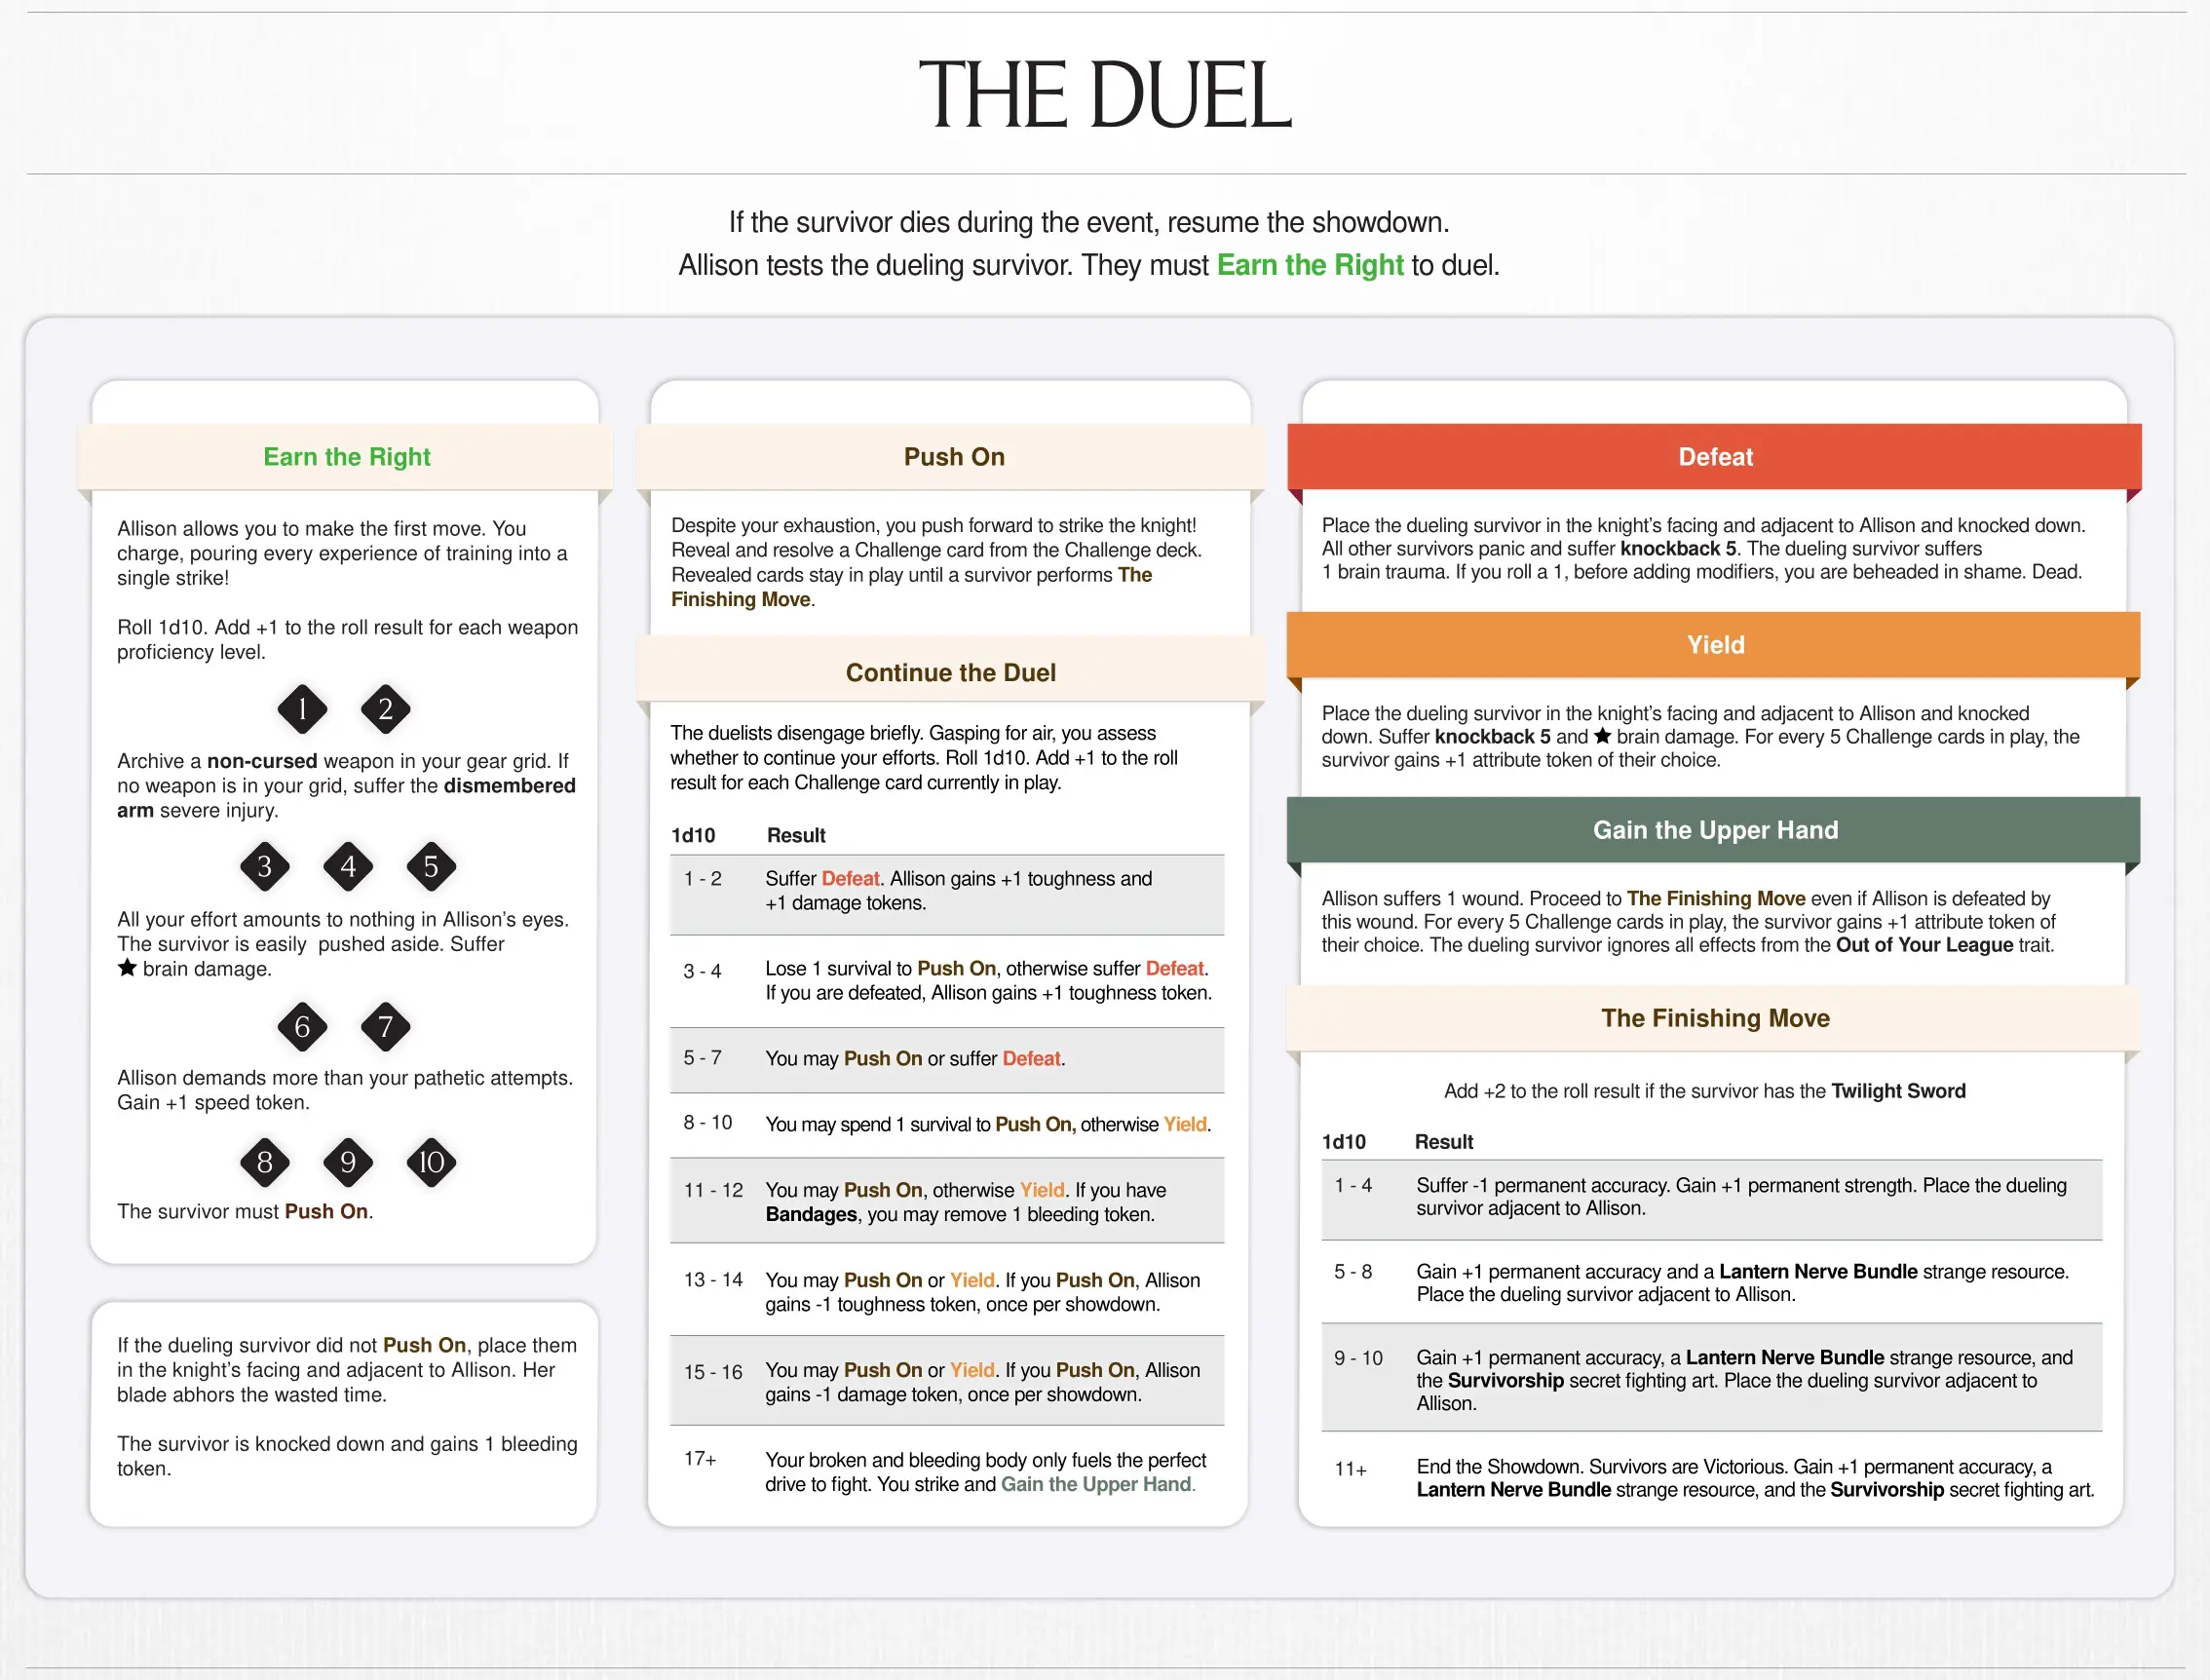 THE DUEL
If the survivor dies during the event, resume the showdown.
Allison tests the dueling survivor. They must Earn the Right to duel.
Earn the Right
Allison allows you to make the first move. You
charge, pouring every experience of training into a
single strike!
Roll 1d10. Add +1 to the roll result for each weapon
proficiency level.
1 2
Archive a non-cursed weapon in your gear grid. If
no weapon is in your grid, suffer the dismembered
arm severe injury.
3 4 5
All your effort amounts to nothing in Allison's eyes.
The survivor is easily pushed aside. Suffer
★ brain damage.
6 7
Allison demands more than your pathetic attempts.
Gain +1 speed token.
8 9 10
The survivor must Push On.
If the dueling survivor did not Push On, place them
in the knight's facing and adjacent to Allison. Her
blade abhors the wasted time.
The survivor is knocked down and gains 1 bleeding
token.
Push On
Despite your exhaustion, you push forward to strike the knight!
Reveal and resolve a Challenge card from the Challenge deck.
Revealed cards stay in play until a survivor performs The
Finishing Move.
Continue the Duel
The duelists disengage briefly. Gasping for air, you assess
whether to continue your efforts. Roll 1d10. Add +1 to the roll
result for each Challenge card currently in play.
1d10 Result
1 - 2 Suffer Defeat. Allison gains +1 toughness and
+1 damage tokens.
3 - 4 Lose 1 survival to Push On, otherwise suffer Defeat.
If you are defeated, Allison gains +1 toughness token.
5 - 7 You may Push On or suffer Defeat.
8 - 10 You may spend 1 survival to Push On, otherwise Yield.
11 - 12 You may Push On, otherwise Yield. If you have
Bandages, you may remove 1 bleeding token.
13 - 14 You may Push On or Yield. If you Push On, Allison
gains -1 toughness token, once per showdown.
15 - 16 You may Push On or Yield. If you Push On, Allison
gains -1 damage token, once per showdown.
17+ Your broken and bleeding body only fuels the perfect
drive to fight. You strike and Gain the Upper Hand.
Defeat
Place the dueling survivor in the knight's facing and adjacent to Allison and knocked down.
All other survivors panic and suffer knockback 5. The dueling survivor suffers
1 brain trauma. If you roll a 1, before adding modifiers, you are beheaded in shame. Dead.
Yield
Place the dueling survivor in the knight's facing and adjacent to Allison and knocked
down. Suffer knockback 5 and ★ brain damage. For every 5 Challenge cards in play, the
survivor gains +1 attribute token of their choice.
Gain the Upper Hand
Allison suffers 1 wound. Proceed to The Finishing Move even if Allison is defeated by
this wound. For every 5 Challenge cards in play, the survivor gains +1 attribute token of
their choice. The dueling survivor ignores all effects from the Out of Your League trait.
The Finishing Move
Add +2 to the roll result if the survivor has the Twilight Sword
1d10 Result
1 - 4 Suffer -1 permanent accuracy. Gain +1 permanent strength. Place the dueling
survivor adjacent to Allison.
5 - 8 Gain +1 permanent accuracy and a Lantern Nerve Bundle strange resource.
Place the dueling survivor adjacent to Allison.
9 - 10 Gain +1 permanent accuracy, a Lantern Nerve Bundle strange resource, and
the Survivorship secret fighting art. Place the dueling survivor adjacent to
Allison.
11+ End the Showdown. Survivors are Victorious. Gain +1 permanent accuracy, a
Lantern Nerve Bundle strange resource, and the Survivorship secret fighting art.